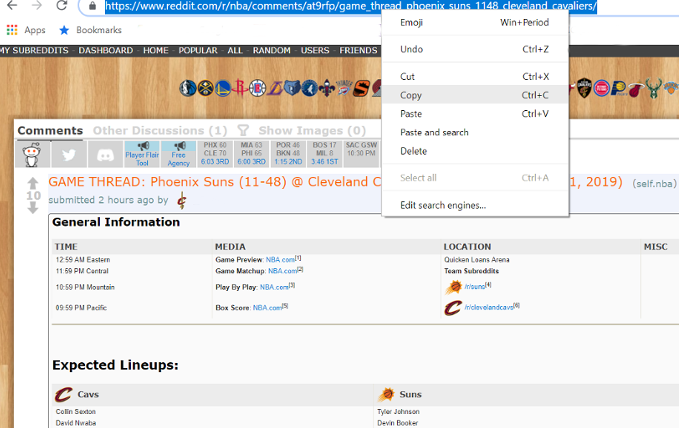 https://www.reddit.com/r/nba/comments/at9rfp/game_thread_phoenix_suns_1148_cleveland_cavaliers/
Apps Bookmarks
Emoji Win+Period
Undo Ctrl+Z
Cut Ctrl+X
Copy Ctrl+C
Paste Ctrl+V
Paste and search
Delete
Select all Ctrl+A
Edit search engines...
MY SUBREDDITS - DASHBOARD - HOME - POPULAR - ALL - RANDOM - USERS - FRIENDS
Comments Other Discussions (1) Show Images (0)
Player Flair Tool
Free Agency
PHX 60 CLE 70 6:03 3RD
MIA 63 PHI 65 6:00 3RD
POR 46 BKN 48 1:15 2ND
BOS 17 MIL 8 3:46 1ST
SAC GSW 10:30 PM
10
GAME THREAD: Phoenix Suns (11-48) @ Cleveland C 1, 2019) (self.nba)
submitted 2 hours ago by
General Information
TIME MEDIA LOCATION MISC
12:59 AM Eastern Game Preview: NBA.com[1] Quicken Loans Arena
11:59 PM Central Game Matchup: NBA.com[2] Team Subreddits
10:59 PM Mountain Play By Play: NBA.com[3] /r/suns[4]
09:59 PM Pacific Box Score: NBA.com[5] /r/clevelandcavs[6]
Expected Lineups:
Cavs Suns
Collin Sexton Tyler Johnson
David Nwaba Devin Booker